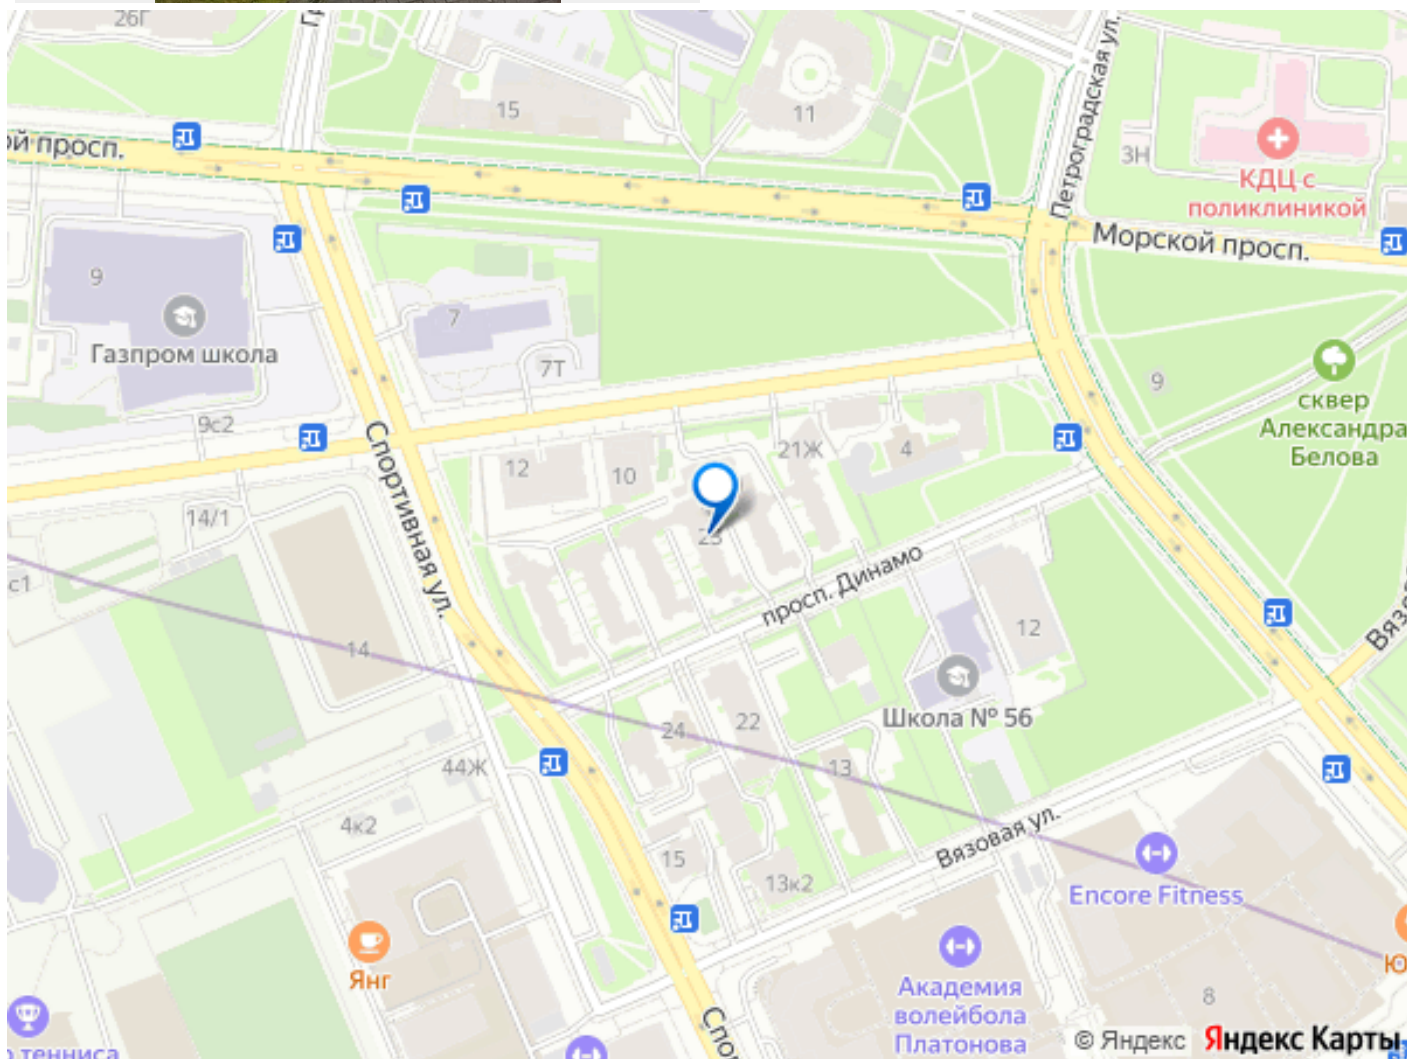 26Г
15
11
3Н
Петроградская ул.
КДЦ с
поликлиникой
ой просп.
Морской просп.
9
Газпром школа
7
7Т
9
сквер
Александра
Белова
9с2
Спортивная ул.
12
10
21Ж
4
23
14/1
с1
просп. Динамо
14
12
Школа № 56
24
22
13
44Ж
4к2
15
13к2
Вязовая ул.
Вяз
Encore Fitness
Янг
Академия
волейбола
Платонова
8
Ю
Спо
тенниса
© Яндекс Яндекс Карты